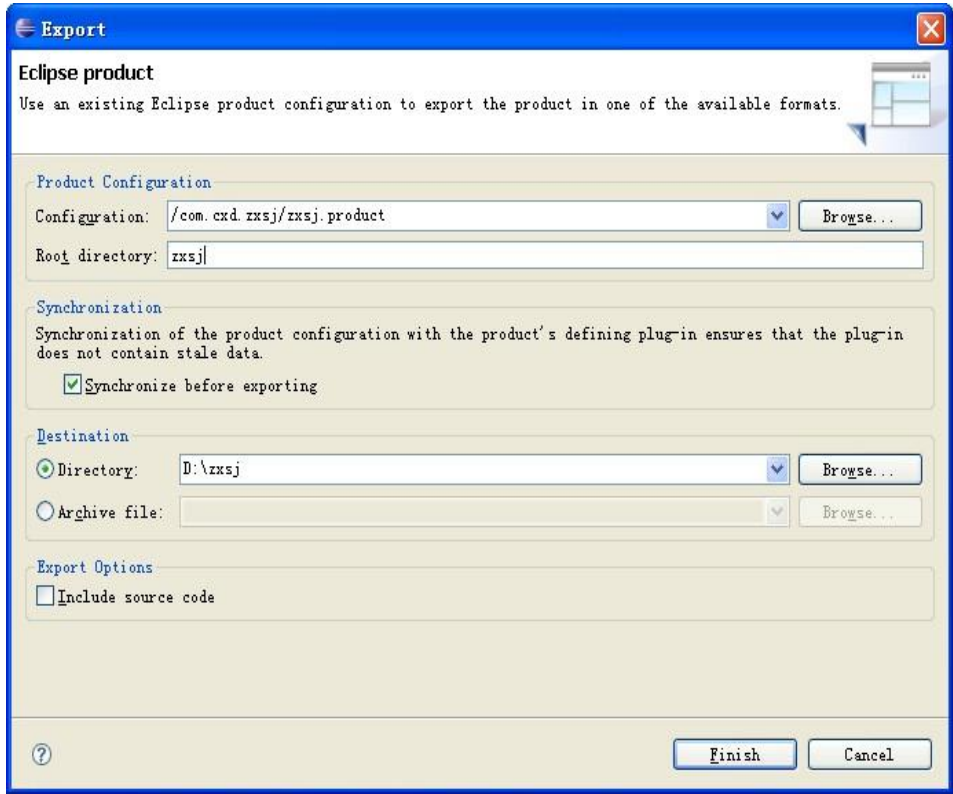 Export
Eclipse product
Use an existing Eclipse product configuration to export the product in one of the available formats.
Product Configuration
Configuration: /com.cxd.zxsj/zxsj.product Browse...
Root directory: zxsj
Synchronization
Synchronization of the product configuration with the product's defining plug-in ensures that the plug-in
does not contain stale data.
Synchronize before exporting
Destination
Directory: D:\zxsj Browse...
Archive file: Browse...
Export Options
Include source code
Finish Cancel